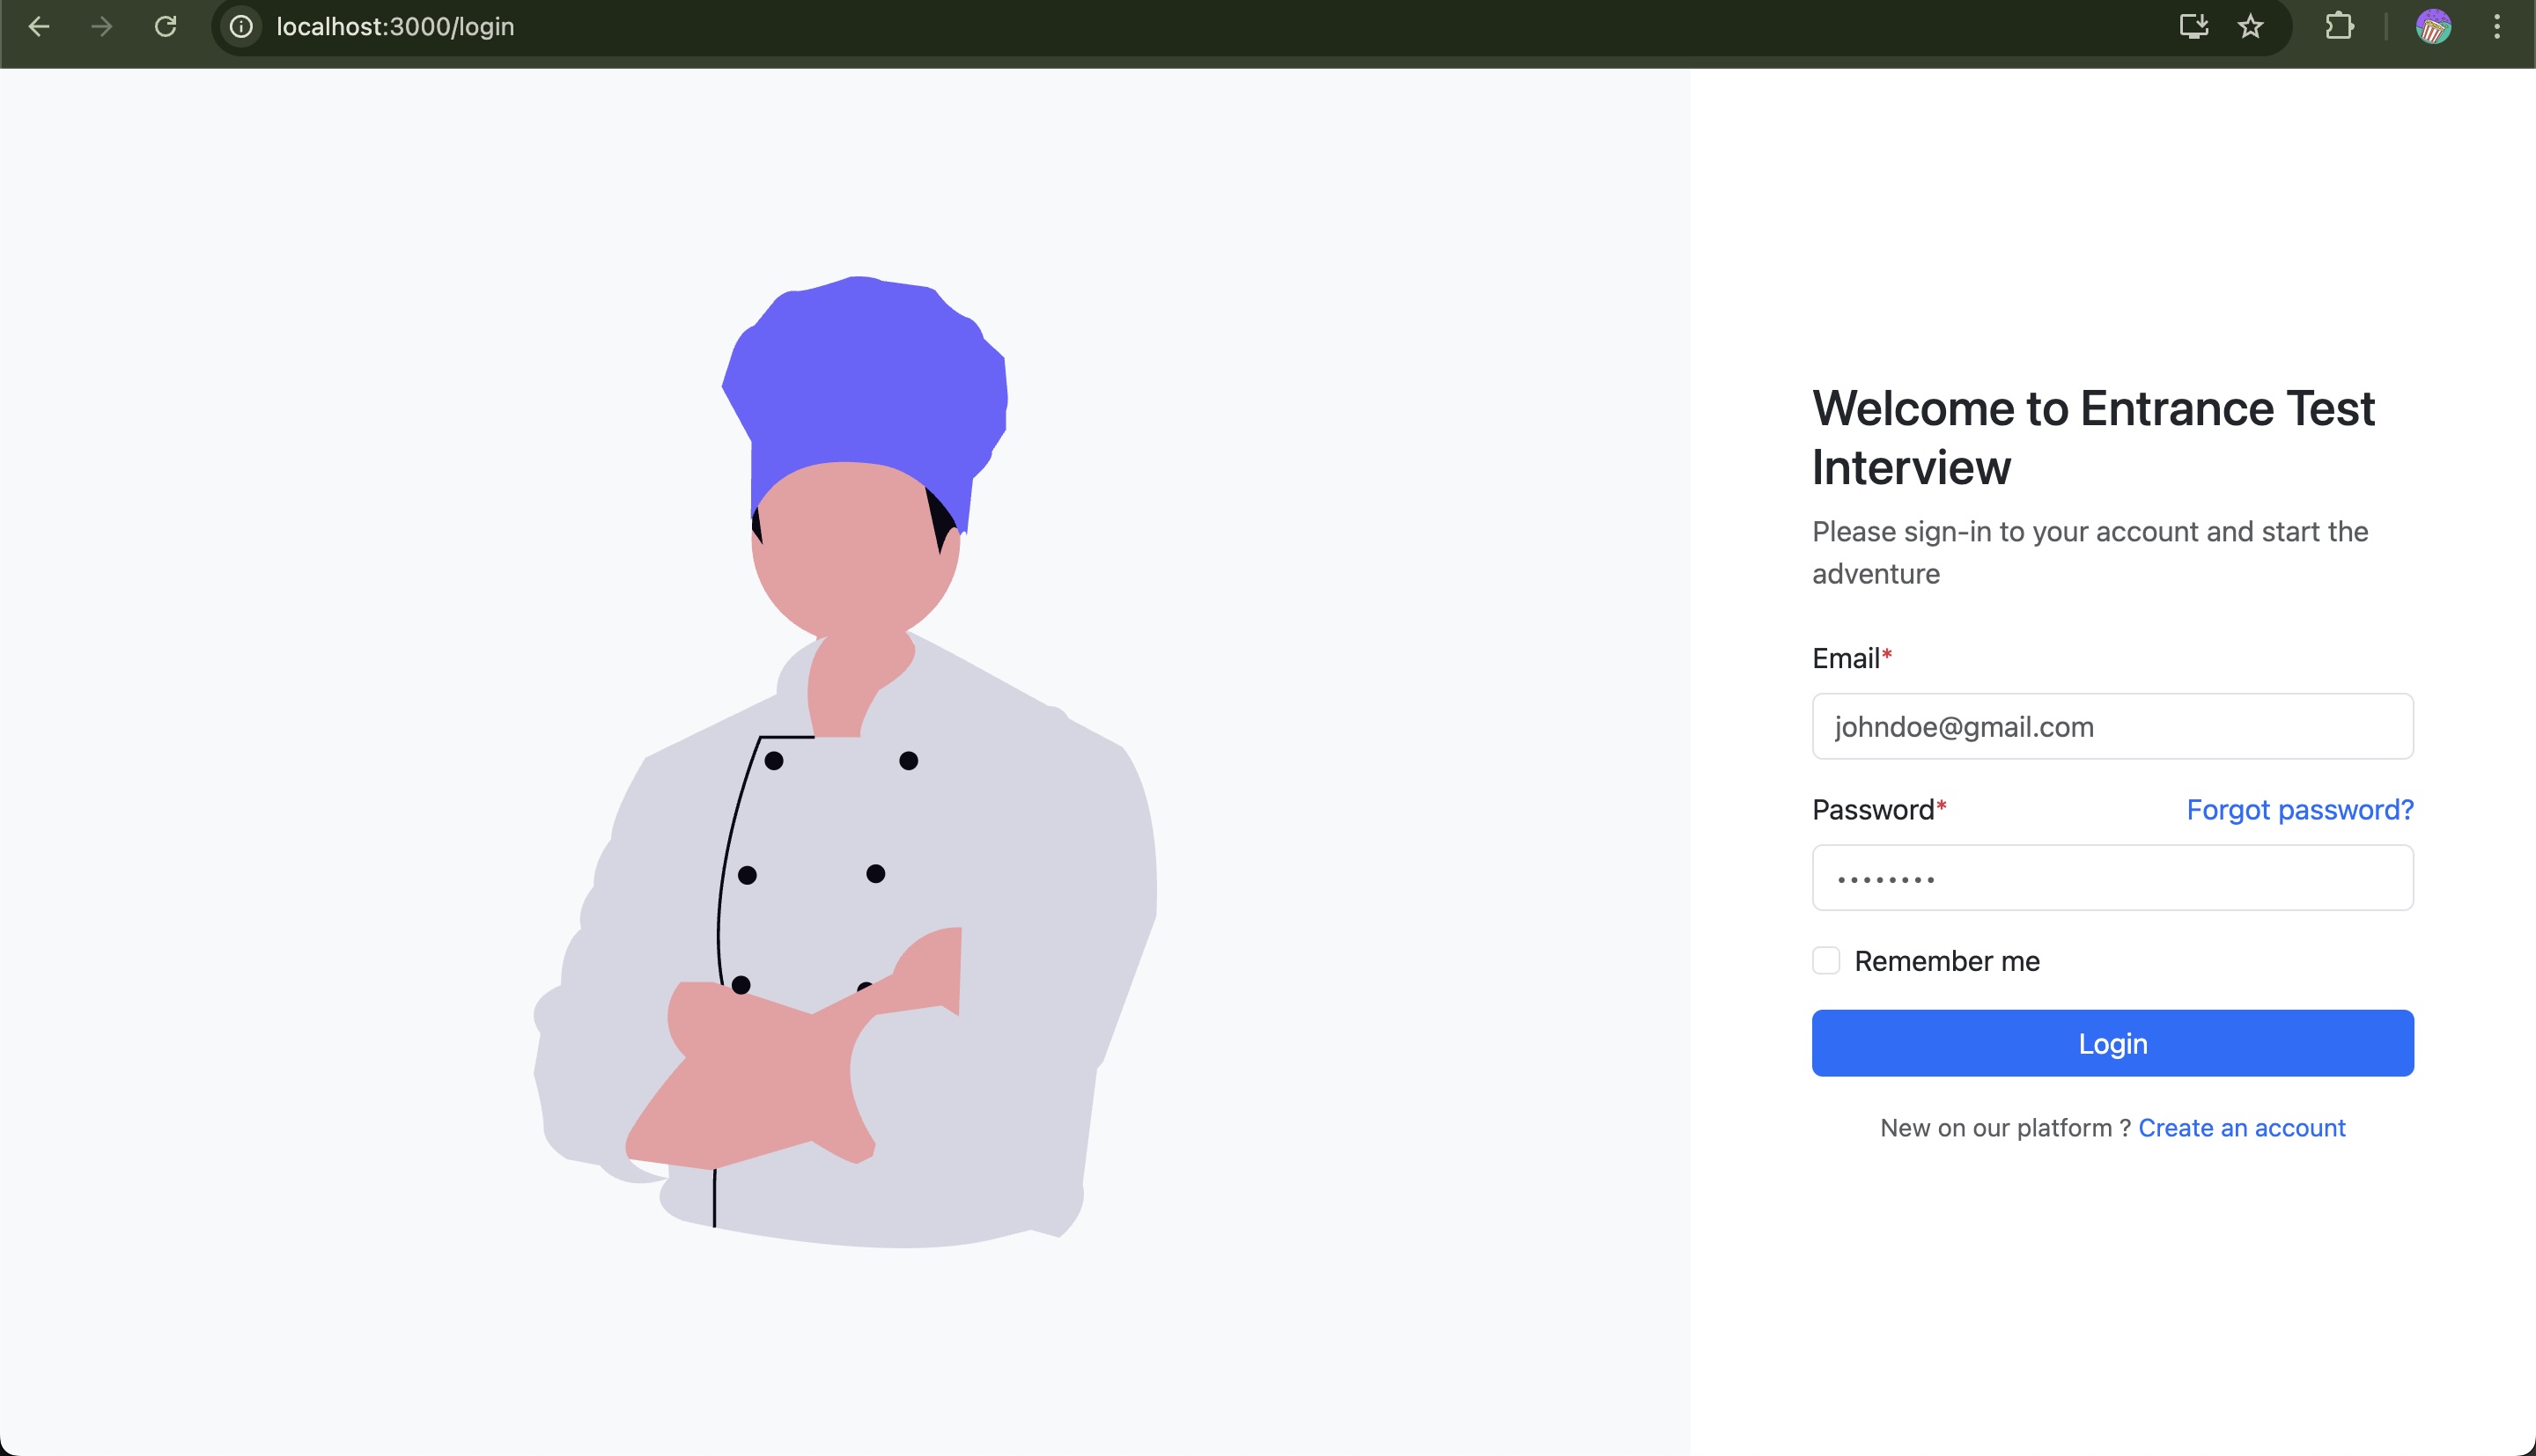 localhost:3000/login
Welcome to Entrance Test
Interview
Please sign-in to your account and start the
adventure
Email*
johndoe@gmail.com
Password*
Forgot password?
••••••••
Remember me
Login
New on our platform ? Create an account